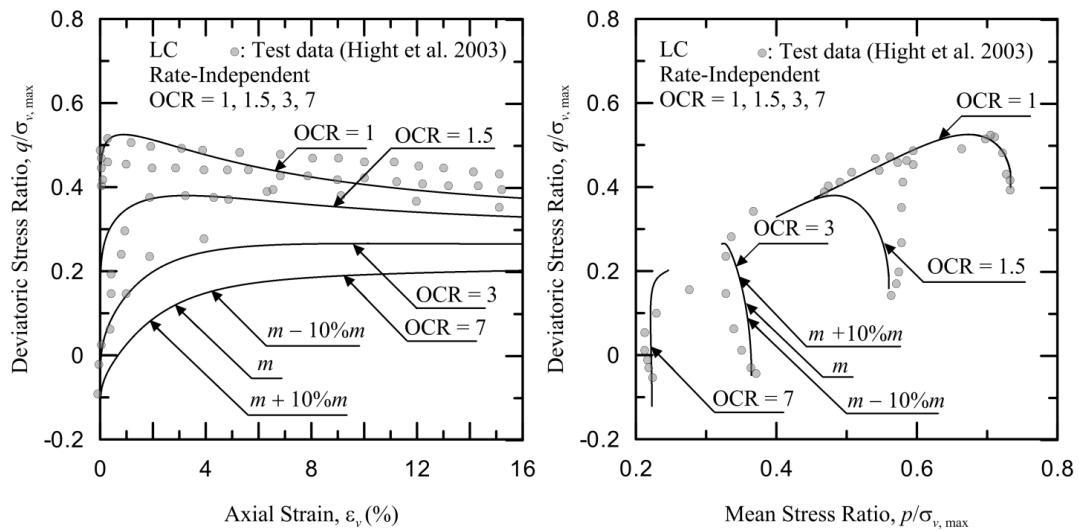 0.8
LC
: Test data (Hight et al. 2003)
Rate-Independent
OCR = 1, 1.5, 3, 7
0.6
OCR = 1
OCR = 1.5
0.4
0.2
0
-0.2
OCR = 3
OCR = 7
m − 10%m
m
m + 10%m
0
4
8
12
16
Axial Strain, εv (%)
Deviatoric Stress Ratio, q/σv, max
0.8
LC
: Test data (Hight et al. 2003)
Rate-Independent
OCR = 1, 1.5, 3, 7
0.6
OCR = 1
0.4
OCR = 3
0.2
OCR = 1.5
m +10%m
0
m
m − 10%m
OCR = 7
-0.2
0.2
0.4
0.6
0.8
Mean Stress Ratio, p/σv, max
Deviatoric Stress Ratio, q/σv, max